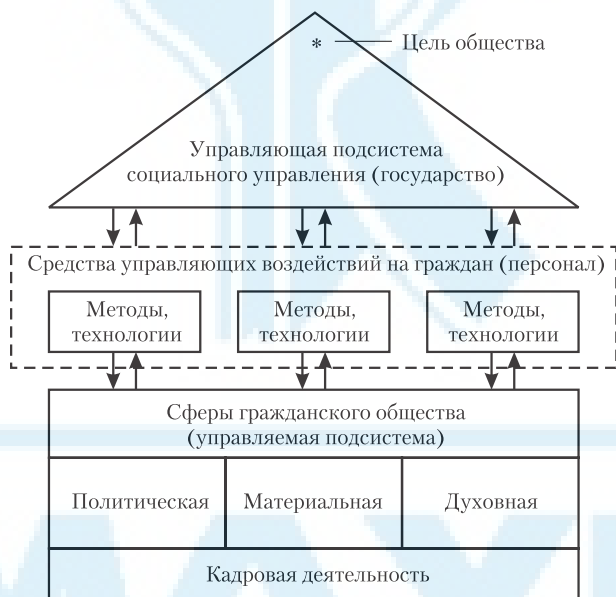 * Цель общества
Управляющая подсистема
социального управления (государство)
Средства управляющих воздействий на граждан (персонал)
Методы,
технологии
Методы,
технологии
Методы,
технологии
Сферы гражданского общества
(управляемая подсистема)
Политическая
Материальная
Духовная
Кадровая деятельность